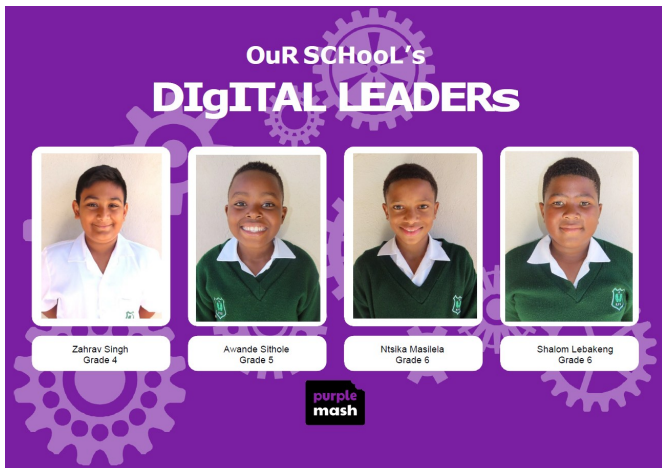 OuR SCHooL's
DIgITAL LEADERs
Zahrav Singh
Grade 4
Awande Sithole
Grade 5
Ntsika Masilela
Grade 6
Shalom Lebakeng
Grade 6
purple
mash